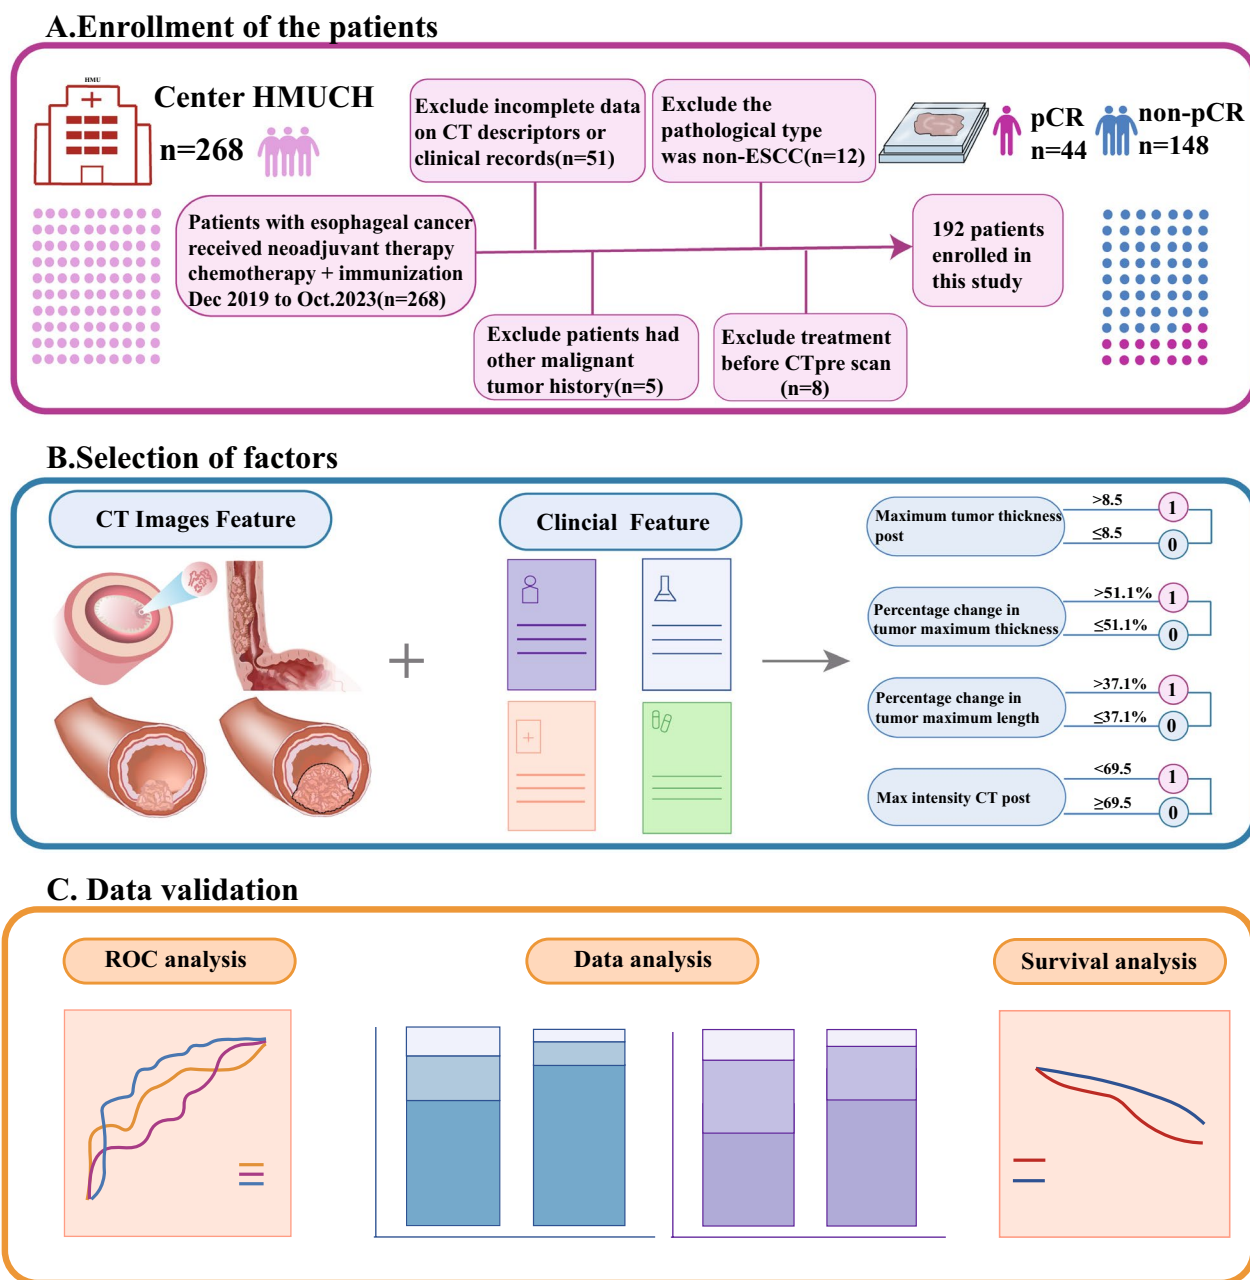 A.Enrollment of the patients
HMU
Center HMUCH
n=268
Exclude incomplete data
on CT descriptors or
clinical records(n=51)
Exclude the
pathological type
was non-ESCC(n=12)
pCR
n=44
non-pCR
n=148
Patients with esophageal cancer
received neoadjuvant therapy
chemotherapy + immunization
Dec 2019 to Oct.2023(n=268)
192 patients
enrolled in
this study
Exclude patients had
other malignant
tumor history(n=5)
Exclude treatment
before CTpre scan
(n=8)
B.Selection of factors
CT Images Feature
Clincial Feature
Maximum tumor thickness
post
>8.5
1
≤8.5
0
Percentage change in
tumor maximum thickness
>51.1%
1
≤51.1%
0
Percentage change in
tumor maximum length
>37.1%
1
≤37.1%
0
Max intensity CT post
<69.5
1
≥69.5
0
C. Data validation
ROC analysis
Data analysis
Survival analysis